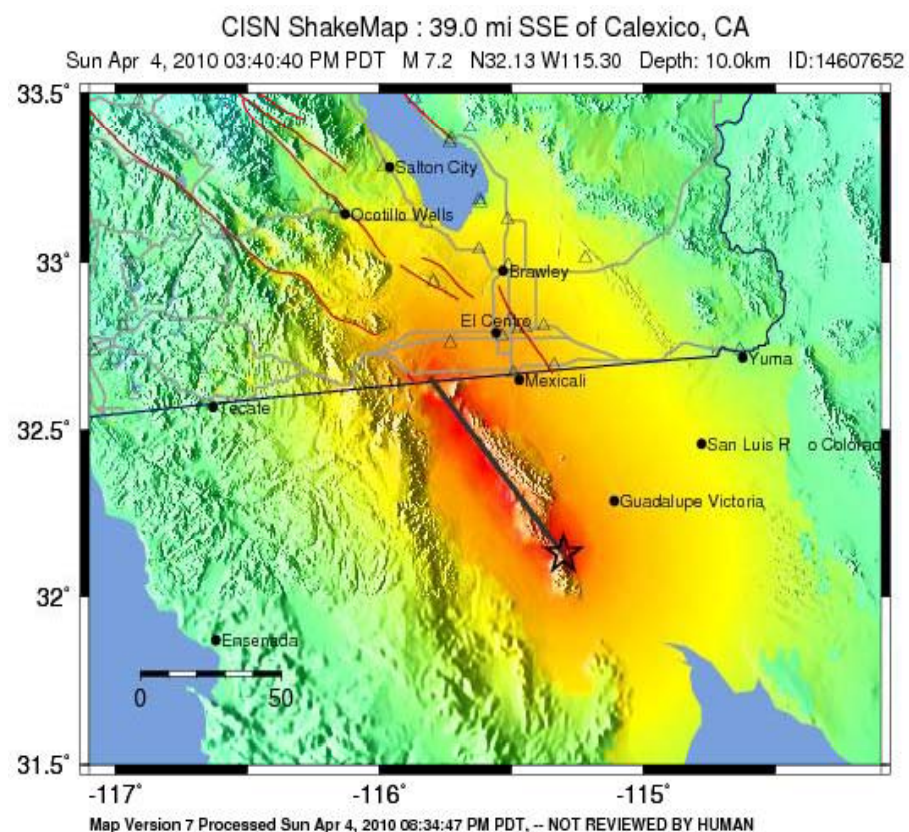 CISN ShakeMap : 39.0 mi SSE of Calexico, CA
Sun Apr 4, 2010 03:40:40 PM PDT M 7.2 N32.13 W115.30 Depth: 10.0km ID:14607652
33.5°
Salton City
Ocotillo Wells
33°
Brawley
El Centro
Yuma
Mexicali
Tecate
32.5°
San Luis R o Colorad
Guadalupe Victoria
32°
Ensenada
0 50
31.5°
-117° -116° -115°
Map Version 7 Processed Sun Apr 4, 2010 08:34:47 PM PDT, -- NOT REVIEWED BY HUMAN